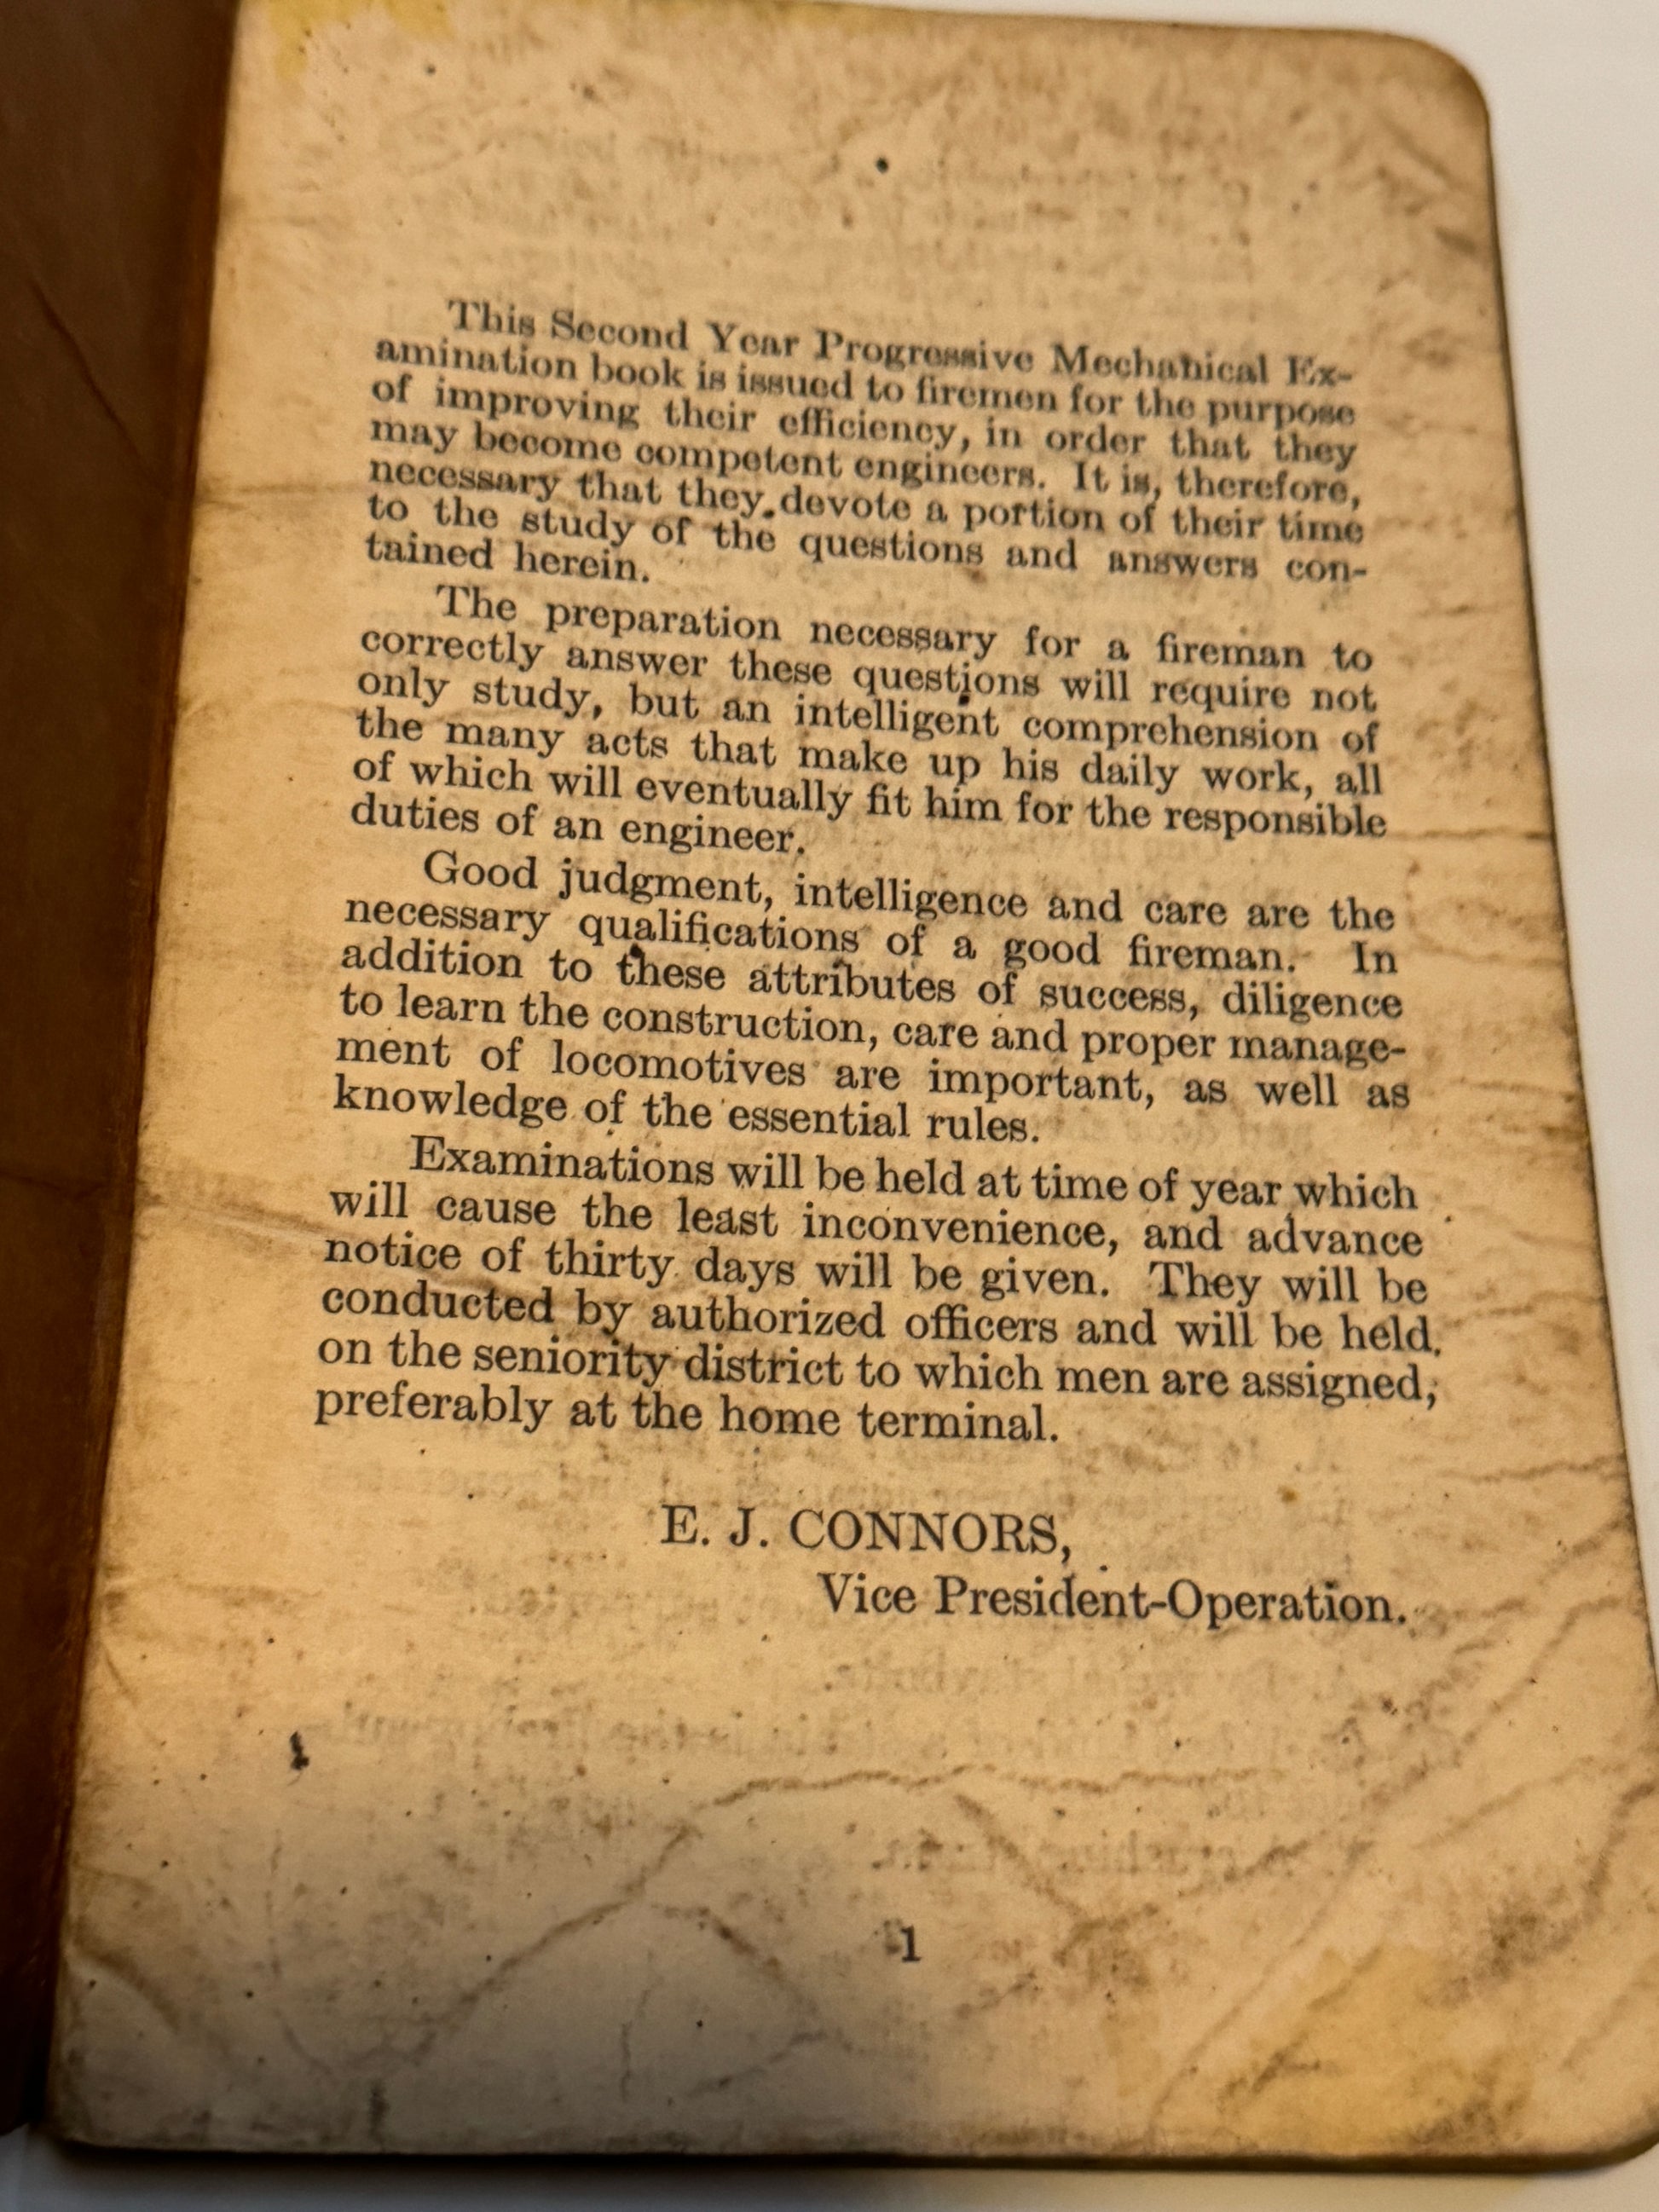 This Second Year Progressive Mechanical Ex-
amination book is issued to firemen for the purpose
of improving their efficiency, in order that they
may become competent engineers. It is, therefore,
necessary that they devote a portion of their time
to the study of the questions and answers con-
tained herein.
The preparation necessary for a fireman to
correctly answer these questions will require not
only study, but an intelligent comprehension of
the many acts that make up his daily work, all
of which will eventually fit him for the responsible
duties of an engineer.
Good judgment, intelligence and care are the
necessary qualifications of a good fireman. In
addition to these attributes of success, diligence
to learn the construction, care and proper manage-
ment of locomotives are important, as well as
knowledge of the essential rules.
Examinations will be held at time of year which
will cause the least inconvenience, and advance
notice of thirty days will be given. They will be
conducted by authorized officers and will be held
on the seniority district to which men are assigned,
preferably at the home terminal.
E. J. CONNORS,
Vice President-Operation.
1